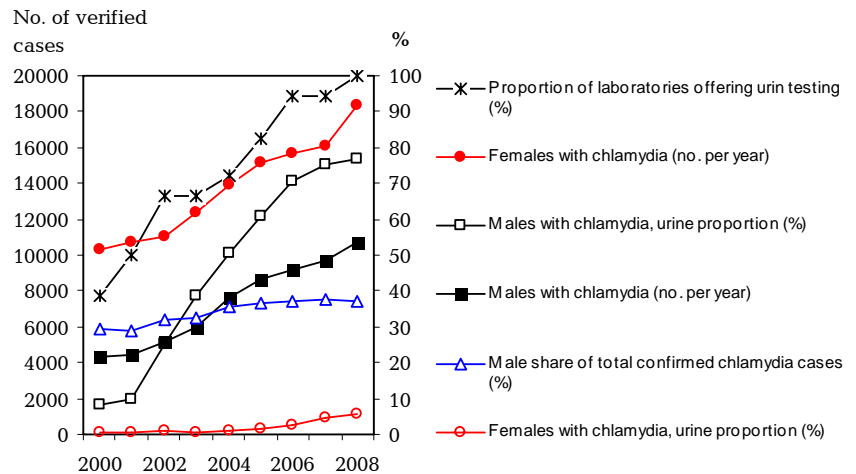 No. of verified
cases
%
20000
18000
16000
14000
12000
10000
8000
6000
4000
2000
0
100
90
80
70
60
50
40
30
20
10
0
2000 2002 2004 2006 2008
Proportion of laboratories offering urin testing
(%)
Females with chlamydia (no. per year)
Males with chlamydia, urine proportion (%)
Males with chlamydia (no. per year)
Male share of total confirmed chlamydia cases
(%)
Females with chlamydia, urine proportion (%)